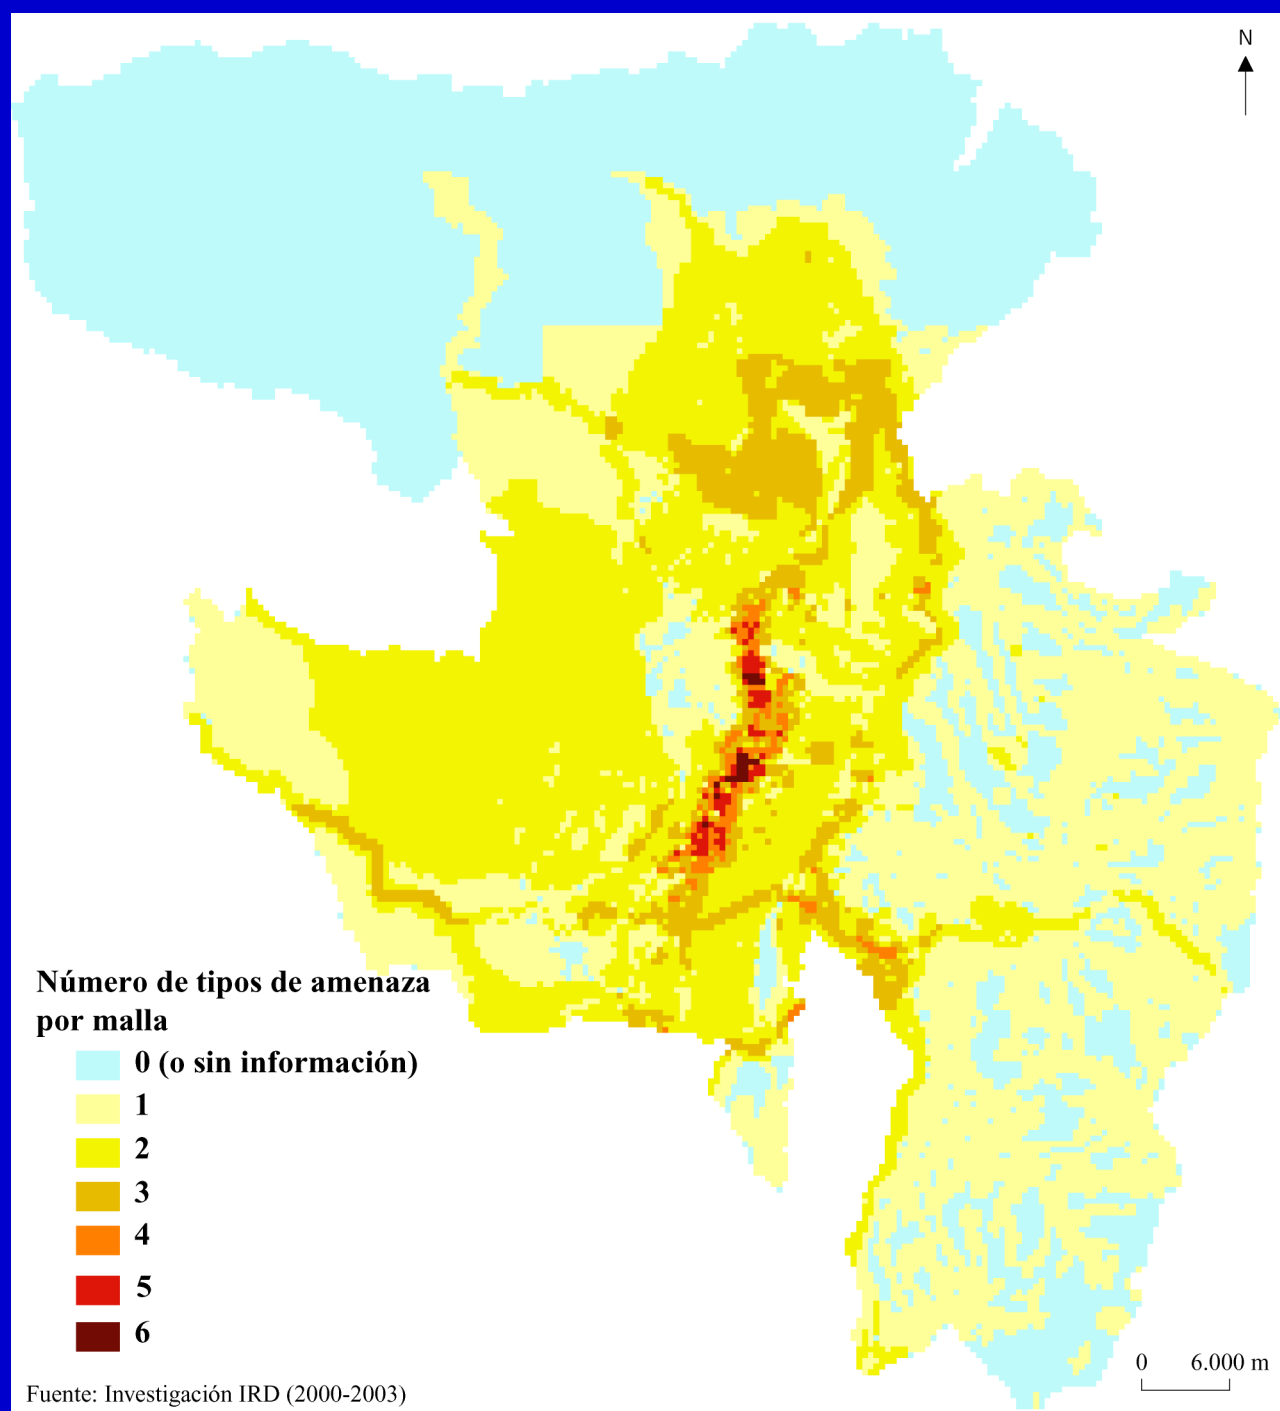 N
Número de tipos de amenaza
por malla
0 (o sin información)
1
2
3
4
5
6
0 6.000 m
Fuente: Investigación IRD (2000-2003)